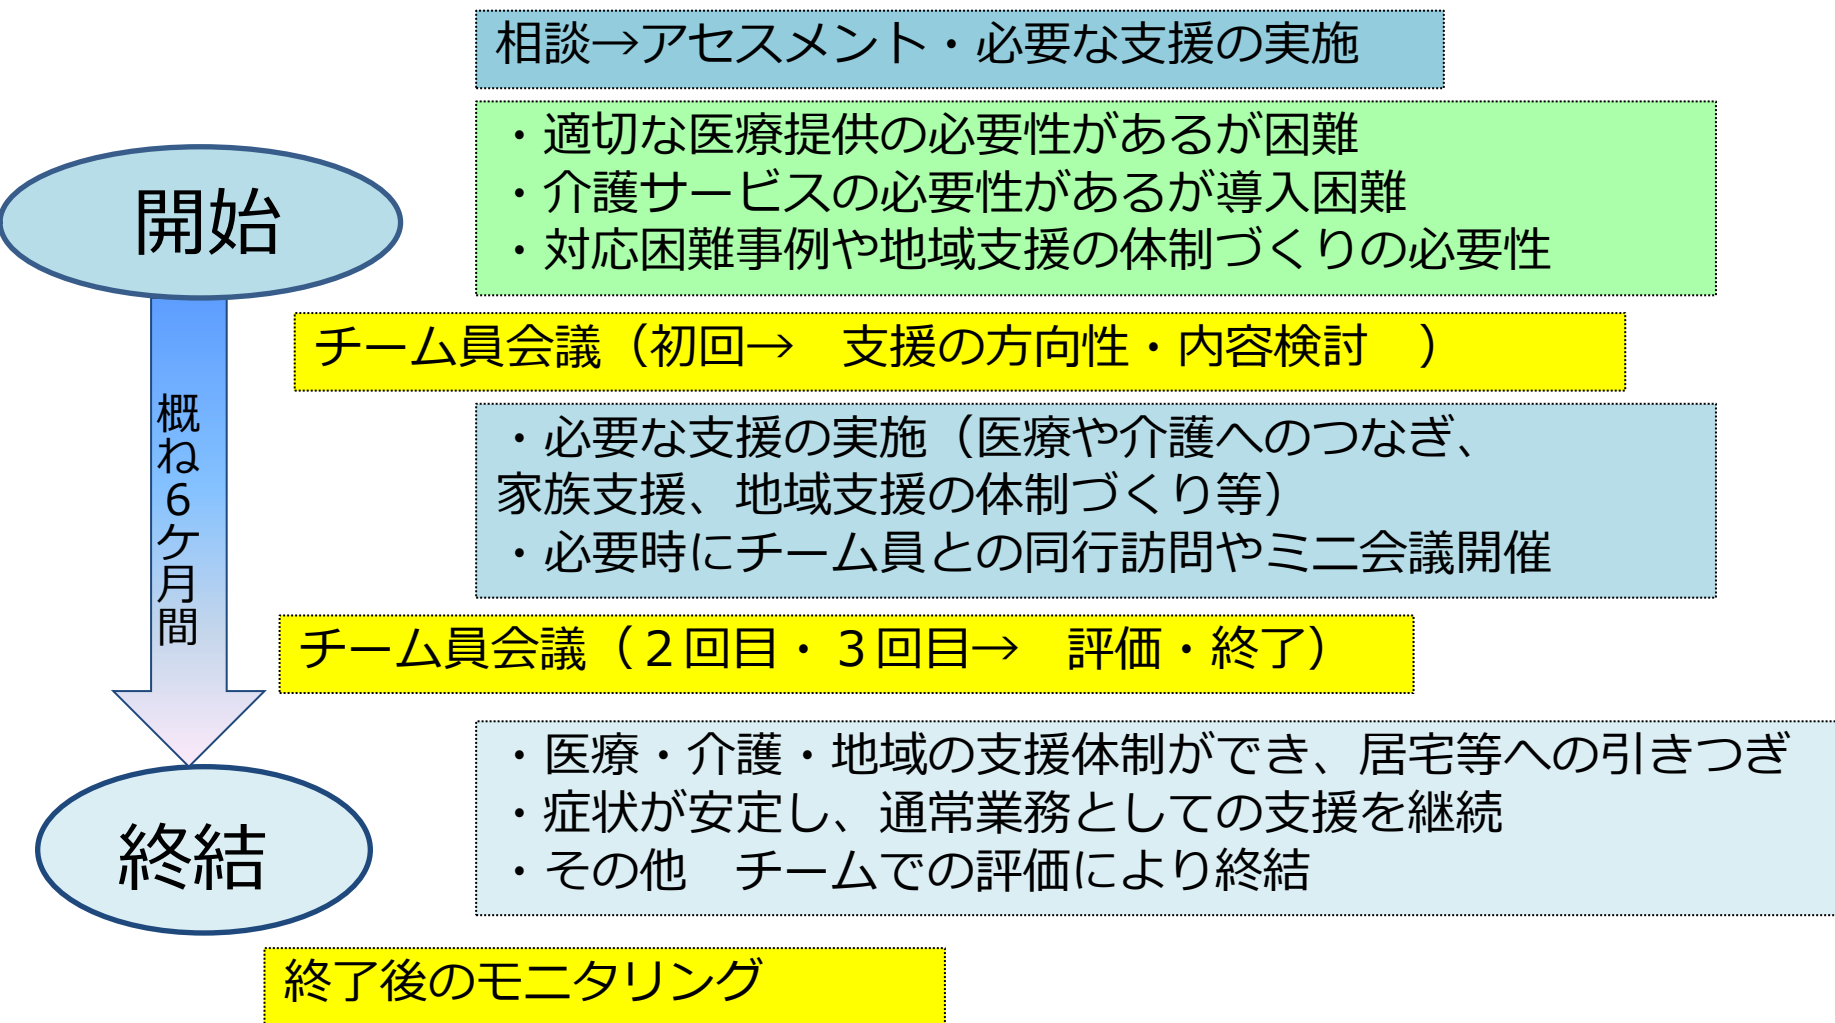 相談→アセスメント・必要な支援の実施
・適切な医療提供の必要性があるが困難
・介護サービスの必要性があるが導入困難
・対応困難事例や地域支援の体制づくりの必要性
開始
チーム員会議（初回→　支援の方向性・内容検討　）
概ね６ケ月間
・必要な支援の実施（医療や介護へのつなぎ、
家族支援、地域支援の体制づくり等）
・必要時にチーム員との同行訪問やミニ会議開催
チーム員会議（２回目・３回目→　評価・終了）
・医療・介護・地域の支援体制ができ、居宅等への引きつぎ
・症状が安定し、通常業務としての支援を継続
・その他　チームでの評価により終結
終結
終了後のモニタリング